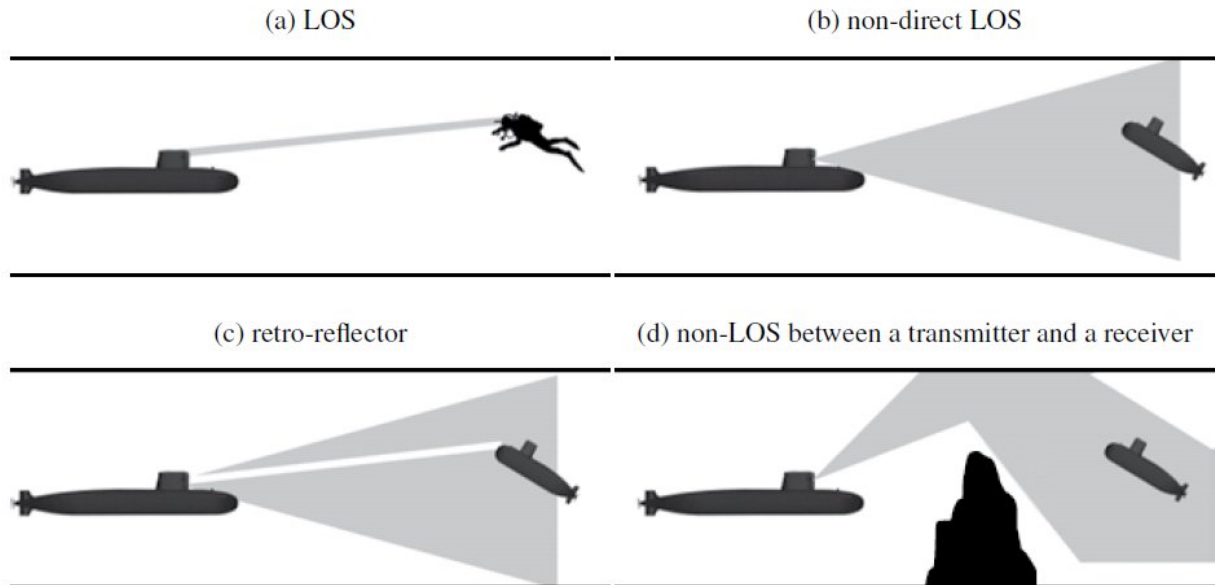 (a) LOS
(b) non-direct LOS
(c) retro-reflector
(d) non-LOS between a transmitter and a receiver